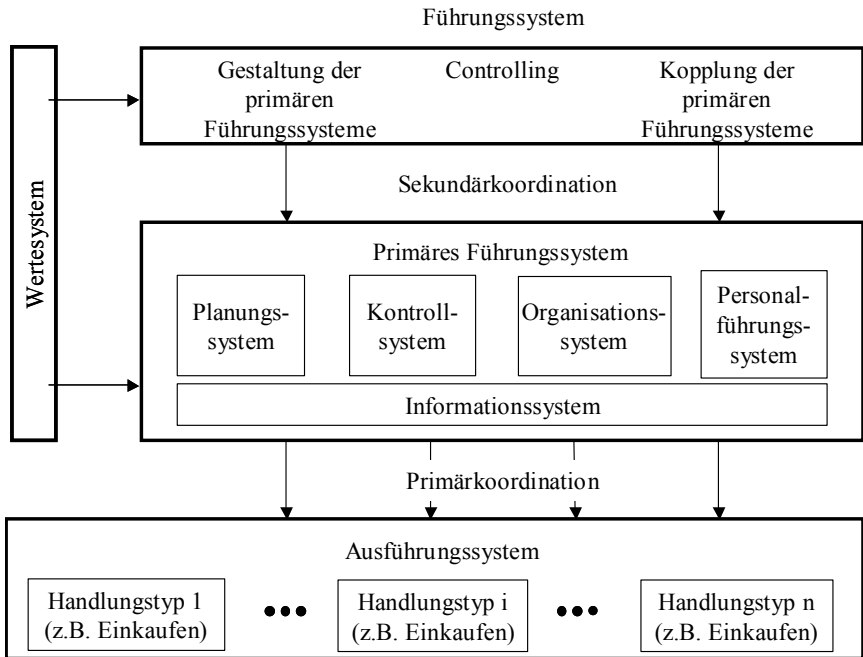 Führungssystem
Gestaltung der
primären
Führungssysteme
Controlling
Kopplung der
primären
Führungssysteme
Wertesystem
Sekundärkoordination
Primäres Führungssystem
Planungs-
system
Kontroll-
system
Organisations-
system
Personal-
führungs-
system
Informationssystem
Primärkoordination
Ausführungssystem
Handlungstyp 1
(z.B. Einkaufen)
Handlungstyp i
(z.B. Einkaufen)
Handlungstyp n
(z.B. Einkaufen)